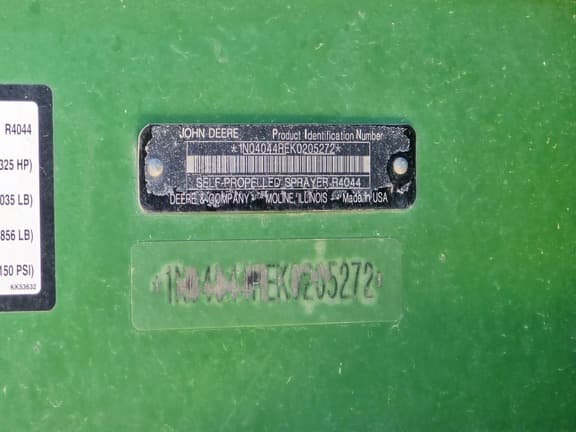 R4044
325 HP)
035 LB)
856 LB)
150 PSI)
KK53632
JOHN DEERE Product Identification Number
*1N04044REK0205272*
SELF-PROPELLED SPRAYER R4044
DEERE & COMPANY MOLINE, ILLINOIS Made in USA
*1N04044REK0205272*